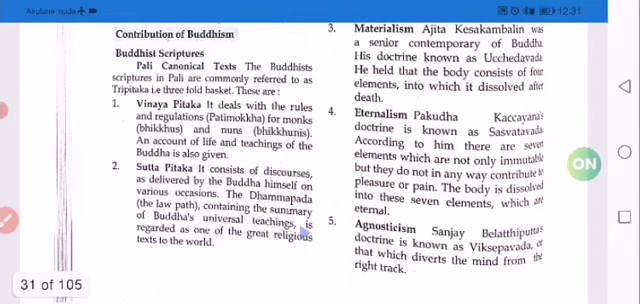 Airplane mode
12:31
Contribution of Buddhism
Buddhist Scriptures
Pali Canonical Texts The Buddhists
scriptures in Pali are commonly referred to as
Tripitaka i.e three fold basket. These are :
1. Vinaya Pitaka It deals with the rules
and regulations (Patimokkha) for monks
(bhikkhus) and nuns (bhikkhunis).
An account of life and teachings of the
Buddha is also given.
2. Sutta Pitaka It consists of discourses,
as delivered by the Buddha himself on
various occasions. The Dhammapada
(the law path), containing the summary
of Buddha's universal teachings, is
regarded as one of the great religious
texts to the world.
3. Materialism Ajita Kesakambalin was
a senior contemporary of Buddha
His doctrine known as Ucchedavada
He held that the body consists of four
elements, into which it dissolved after
death.
4. Eternalism Pakudha Kaccayana's
doctrine is known as Sasvatavada
According to him there are seven
elements which are not only immutable
but they do not in any way contribute to
pleasure or pain. The body is dissolved
into these seven elements, which are
eternal.
5. Agnosticism Sanjay Belatthiputta's
doctrine is known as Viksepavada, or
that which diverts the mind from the
right track.
ON
31 of 105